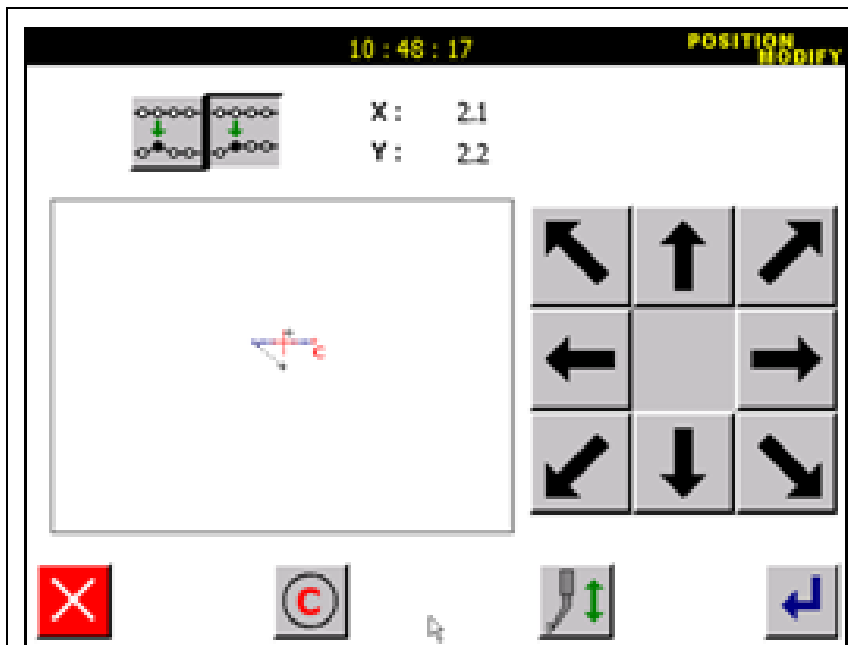 10 : 48 : 17
POSITION
MODIFY
X : 2.1
Y : 2.2
C
C